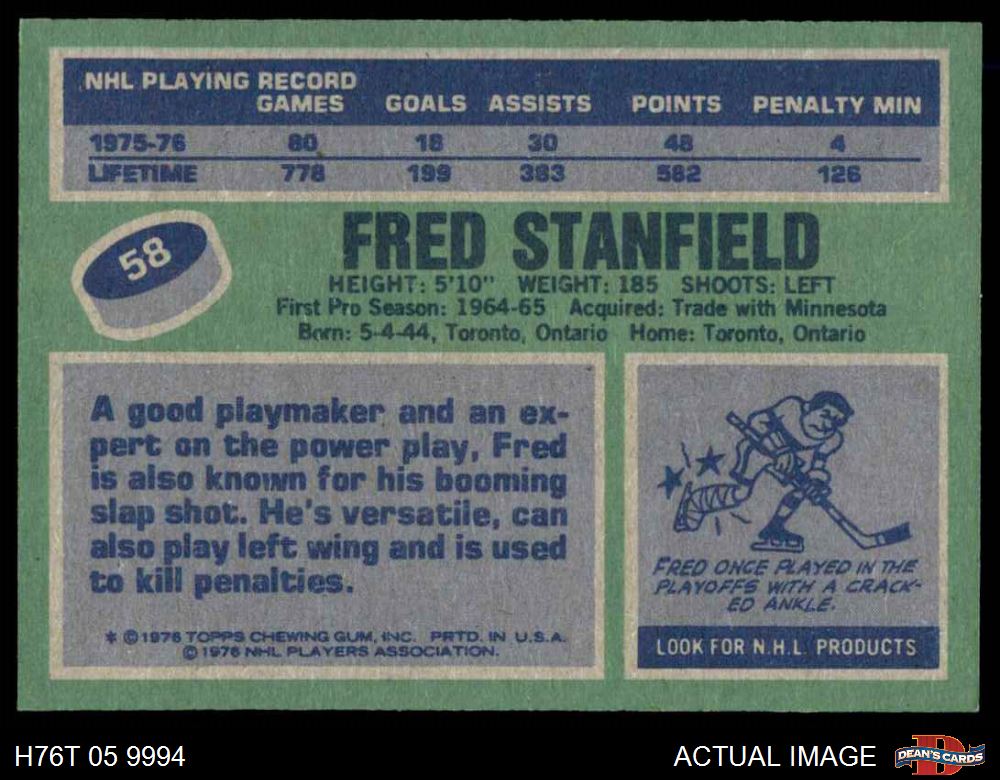 NHL PLAYING RECORD
GAMES GOALS ASSISTS POINTS PENALTY MIN
1975-76 80 18 30 48 4
LIFETIME 778 199 383 582 126
58
FRED STANFIELD
HEIGHT: 5'10" WEIGHT: 185 SHOOTS: LEFT
First Pro Season: 1964-65 Acquired: Trade with Minnesota
Born: 5-4-44, Toronto, Ontario Home: Toronto, Ontario
A good playmaker and an ex-
pert on the power play, Fred
is also known for his booming
slap shot. He's versatile, can
also play left wing and is used
to kill penalties.
* © 1976 TOPPS CHEWING GUM, INC. PRTD. IN U.S.A.
© 1976 NHL PLAYERS ASSOCIATION.
FRED ONCE PLAYED IN THE
PLAYOFFS WITH A CRACK-
ED ANKLE.
LOOK FOR N.H.L. PRODUCTS
H76T 05 9994 ACTUAL IMAGE
DEAN'S CARDS